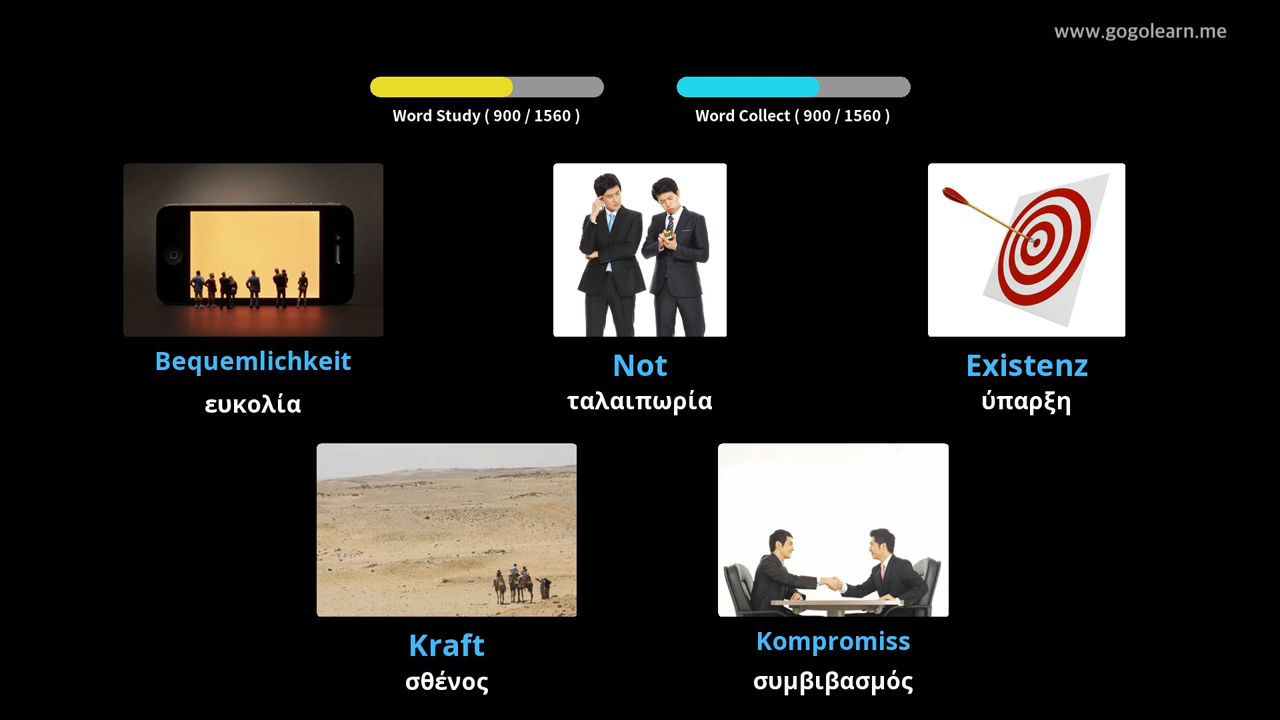 www.gogolearn.me
Word Study ( 900 / 1560 )
Word Collect ( 900 / 1560 )
Bequemlichkeit
ευκολία
Not
ταλαιπωρία
Existenz
ύπαρξη
Kraft
σθένος
Kompromiss
συμβιβασμός